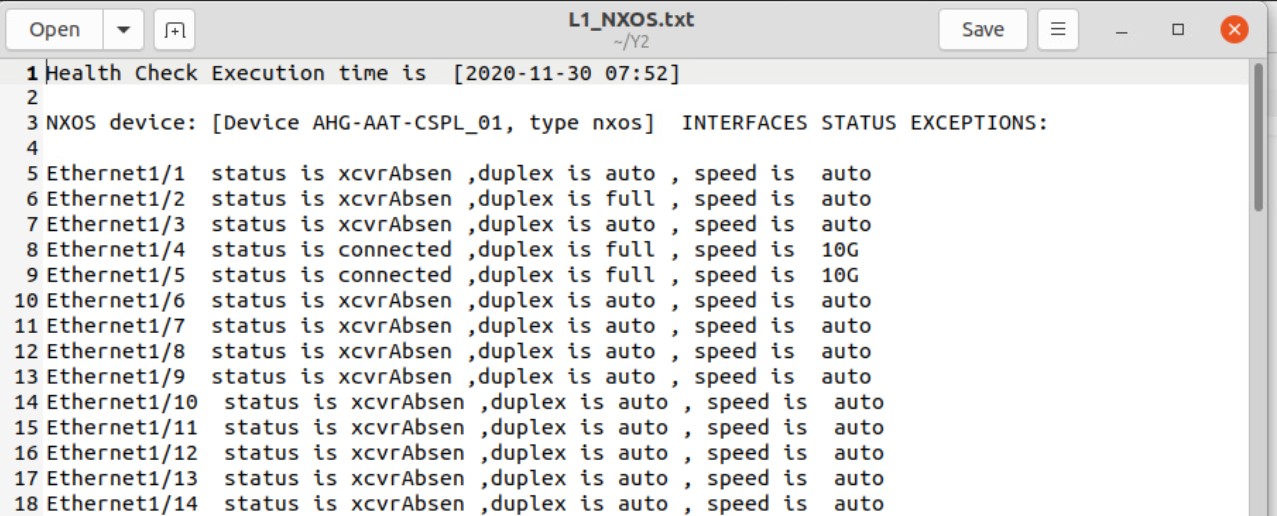 Open
L1_NXOS.txt
~/Y2
Save
1 Health Check Execution time is  [2020-11-30 07:52]
2
3 NXOS device: [Device AHG-AAT-CSPL_01, type nxos]  INTERFACES STATUS EXCEPTIONS:
4
5 Ethernet1/1  status is xcvrAbsen ,duplex is auto , speed is  auto
6 Ethernet1/2  status is xcvrAbsen ,duplex is full , speed is  auto
7 Ethernet1/3  status is xcvrAbsen ,duplex is auto , speed is  auto
8 Ethernet1/4  status is connected ,duplex is full , speed is  10G
9 Ethernet1/5  status is connected ,duplex is full , speed is  10G
10 Ethernet1/6  status is xcvrAbsen ,duplex is auto , speed is  auto
11 Ethernet1/7  status is xcvrAbsen ,duplex is auto , speed is  auto
12 Ethernet1/8  status is xcvrAbsen ,duplex is auto , speed is  auto
13 Ethernet1/9  status is xcvrAbsen ,duplex is auto , speed is  auto
14 Ethernet1/10  status is xcvrAbsen ,duplex is auto , speed is  auto
15 Ethernet1/11  status is xcvrAbsen ,duplex is auto , speed is  auto
16 Ethernet1/12  status is xcvrAbsen ,duplex is auto , speed is  auto
17 Ethernet1/13  status is xcvrAbsen ,duplex is auto , speed is  auto
18 Ethernet1/14  status is xcvrAbsen ,duplex is auto , speed is  auto